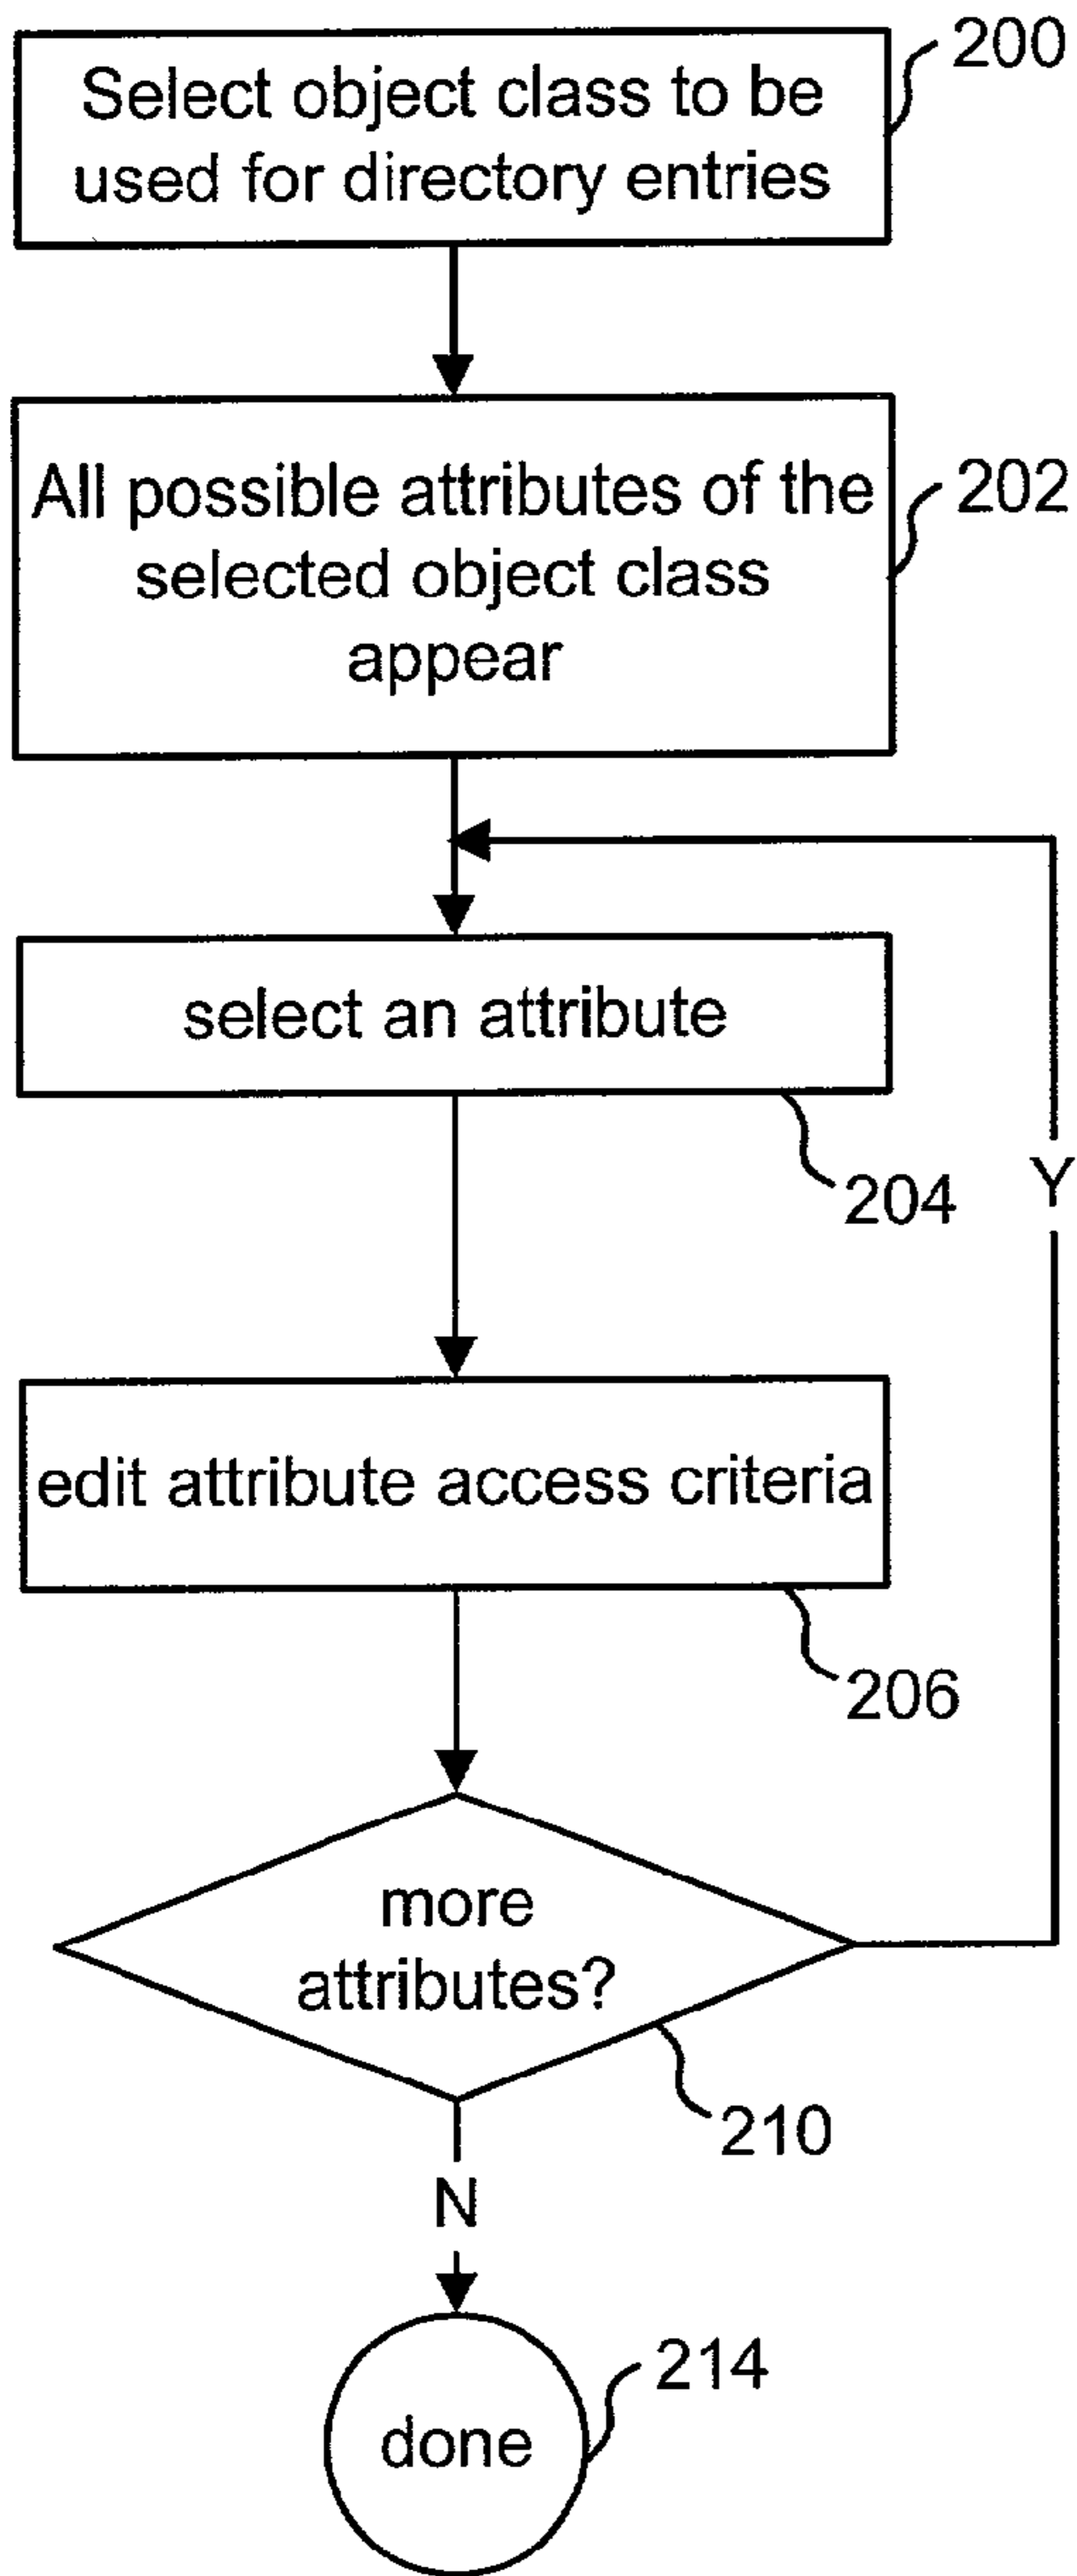 200
Select object class to be
used for directory entries
202
All possible attributes of the
selected object class
appear
select an attribute
204
Y
edit attribute access criteria
206
more
attributes?
210
N
214
done